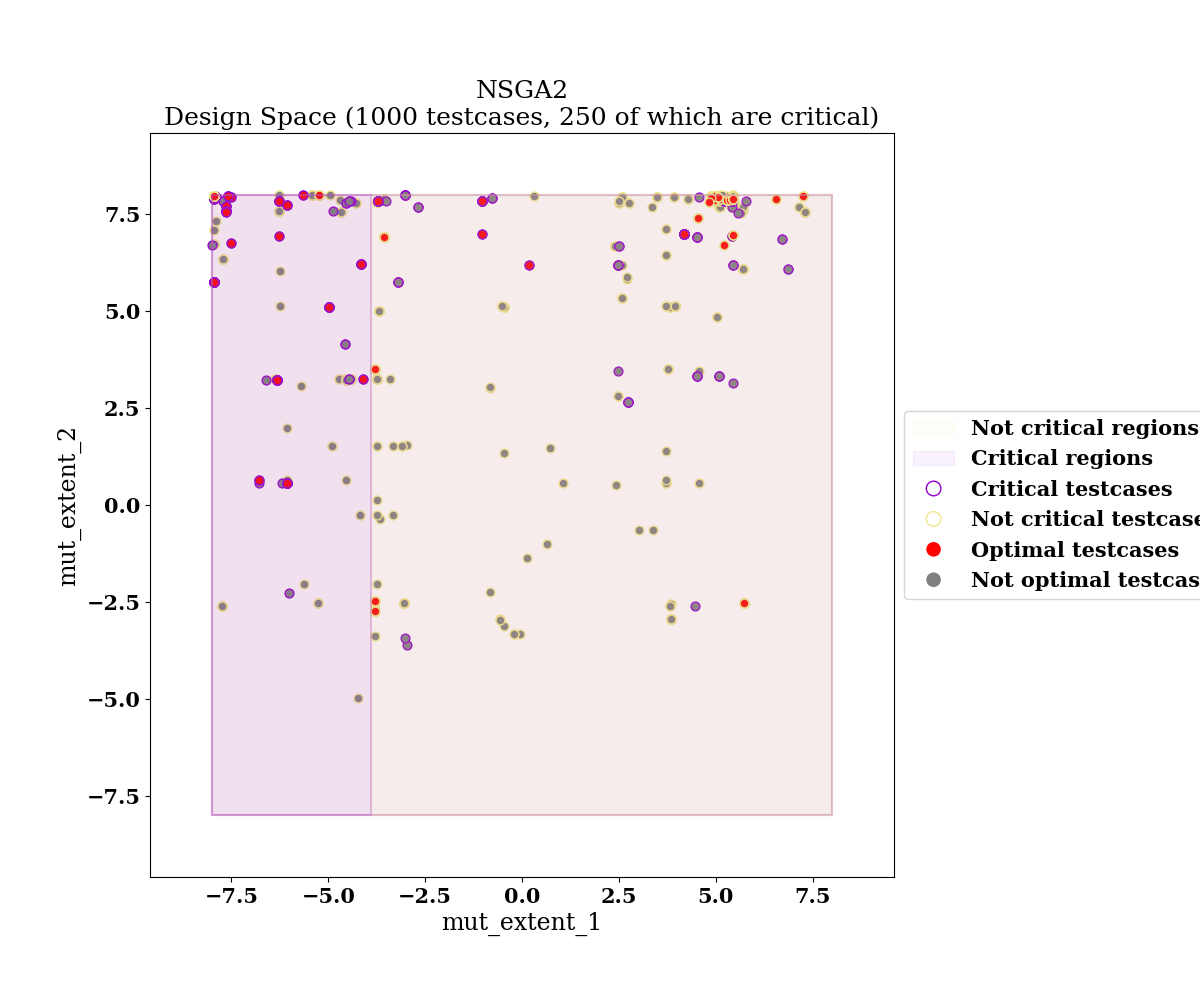 NSGA2
Design Space (1000 testcases, 250 of which are critical)
7.5
5.0
2.5
0.0
−2.5
−5.0
−7.5
mut_extent_2
−7.5
−5.0
−2.5
0.0
2.5
5.0
7.5
mut_extent_1
Not critical regions
Critical regions
Critical testcases
Not critical testcase
Optimal testcases
Not optimal testcas